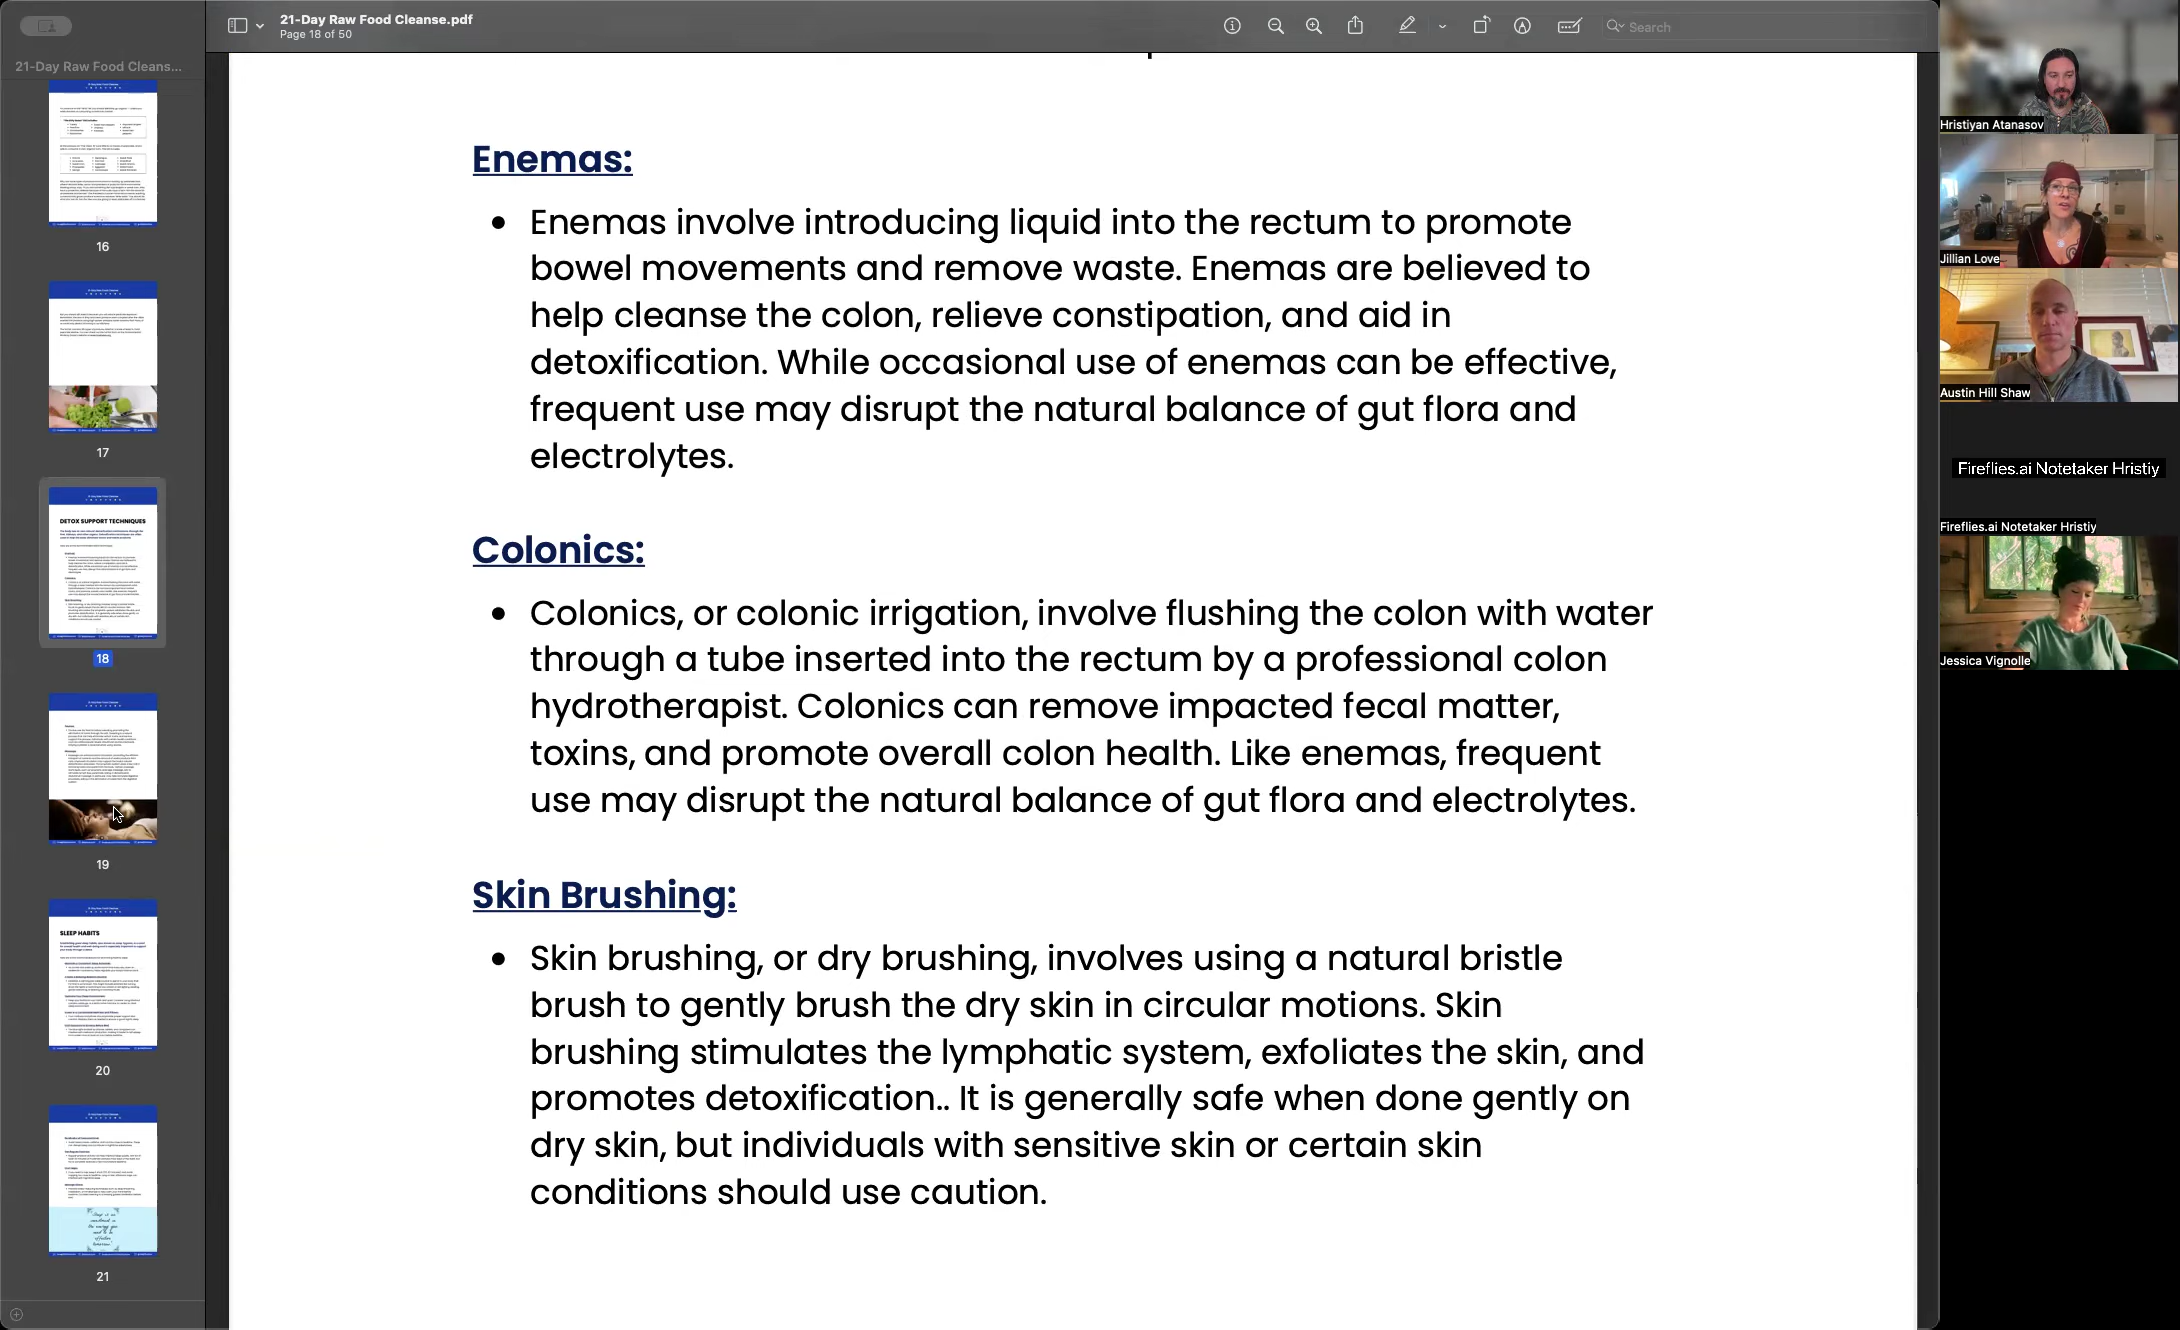 21-Day Raw Food Cleanse.pdf
Page 18 of 50
Search
21-Day Raw Food Cleans...
16
17
DETOX SUPPORT TECHNIQUES
18
19
SLEEP HABITS
20
21
Enemas:
• Enemas involve introducing liquid into the rectum to promote
bowel movements and remove waste. Enemas are believed to
help cleanse the colon, relieve constipation, and aid in
detoxification. While occasional use of enemas can be effective,
frequent use may disrupt the natural balance of gut flora and
electrolytes.
Colonics:
• Colonics, or colonic irrigation, involve flushing the colon with water
through a tube inserted into the rectum by a professional colon
hydrotherapist. Colonics can remove impacted fecal matter,
toxins, and promote overall colon health. Like enemas, frequent
use may disrupt the natural balance of gut flora and electrolytes.
Skin Brushing:
• Skin brushing, or dry brushing, involves using a natural bristle
brush to gently brush the dry skin in circular motions. Skin
brushing stimulates the lymphatic system, exfoliates the skin, and
promotes detoxification.. It is generally safe when done gently on
dry skin, but individuals with sensitive skin or certain skin
conditions should use caution.
Hristiyan Atanasov
Jillian Love
Austin Hill Shaw
Fireflies.ai Notetaker Hristiy
Fireflies.ai Notetaker Hristiy
Jessica Vignolle